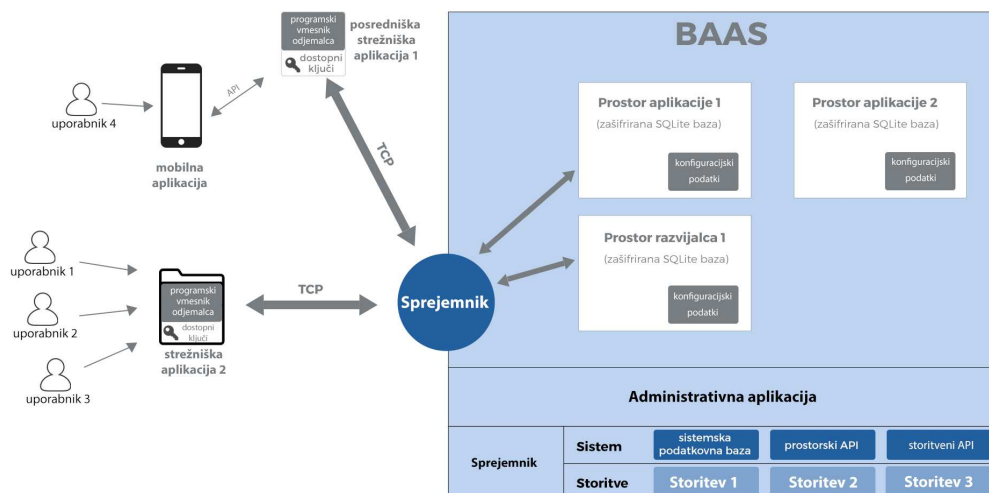 programski
vmesnik
odjemalca
dostopni
ključi
posredniška
strežniška
aplikacija 1
API
uporabnik 4
mobilna
aplikacija
TCP
uporabnik 1
uporabnik 2
uporabnik 3
programski
vmesnik
odjemalca
dostopni
ključi
strežniška
aplikacija 2
TCP
Sprejemnik
BAAS
Prostor aplikacije 1
(zašifrirana SQLite baza)
konfiguracijski
podatki
Prostor aplikacije 2
(zašifrirana SQLite baza)
konfiguracijski
podatki
Prostor razvijalca 1
(zašifrirana SQLite baza)
konfiguracijski
podatki
Administrativna aplikacija
Sprejemnik
Sistem
sistemska
podatkovna baza
prostorski API
storitveni API
Storitve
Storitev 1
Storitev 2
Storitev 3